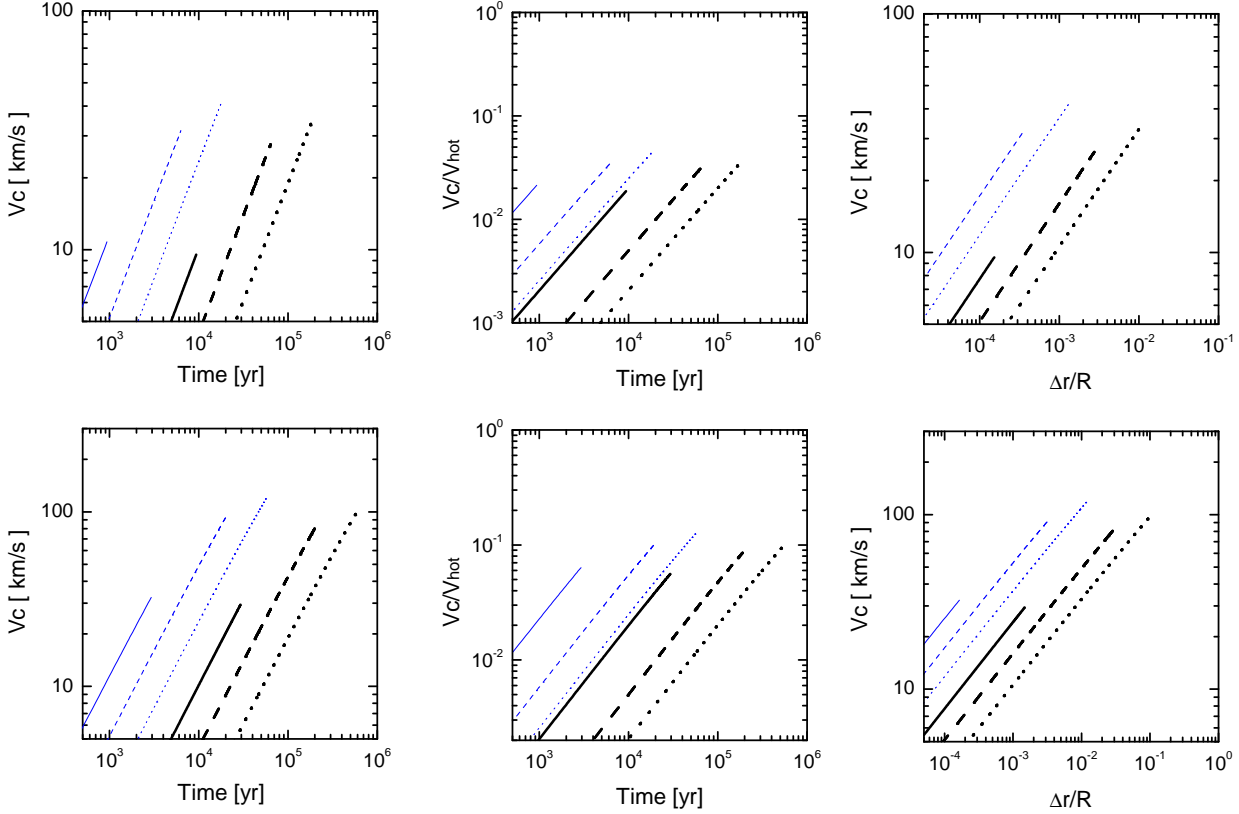 100
10
Vc [ km/s ]
10³ 10⁴ 10⁵ 10⁶
Time [yr]
10⁰
10⁻¹
10⁻²
10⁻³
Vc/Vhot
10³ 10⁴ 10⁵ 10⁶
Time [yr]
100
10
Vc [ km/s ]
10⁻⁴ 10⁻³ 10⁻² 10⁻¹
Δr/R
100
10
Vc [ km/s ]
10³ 10⁴ 10⁵ 10⁶
Time [yr]
10⁰
10⁻¹
10⁻²
Vc/Vhot
10³ 10⁴ 10⁵ 10⁶
Time [yr]
100
10
Vc [ km/s ]
10⁻⁴ 10⁻³ 10⁻² 10⁻¹ 10⁰
Δr/R